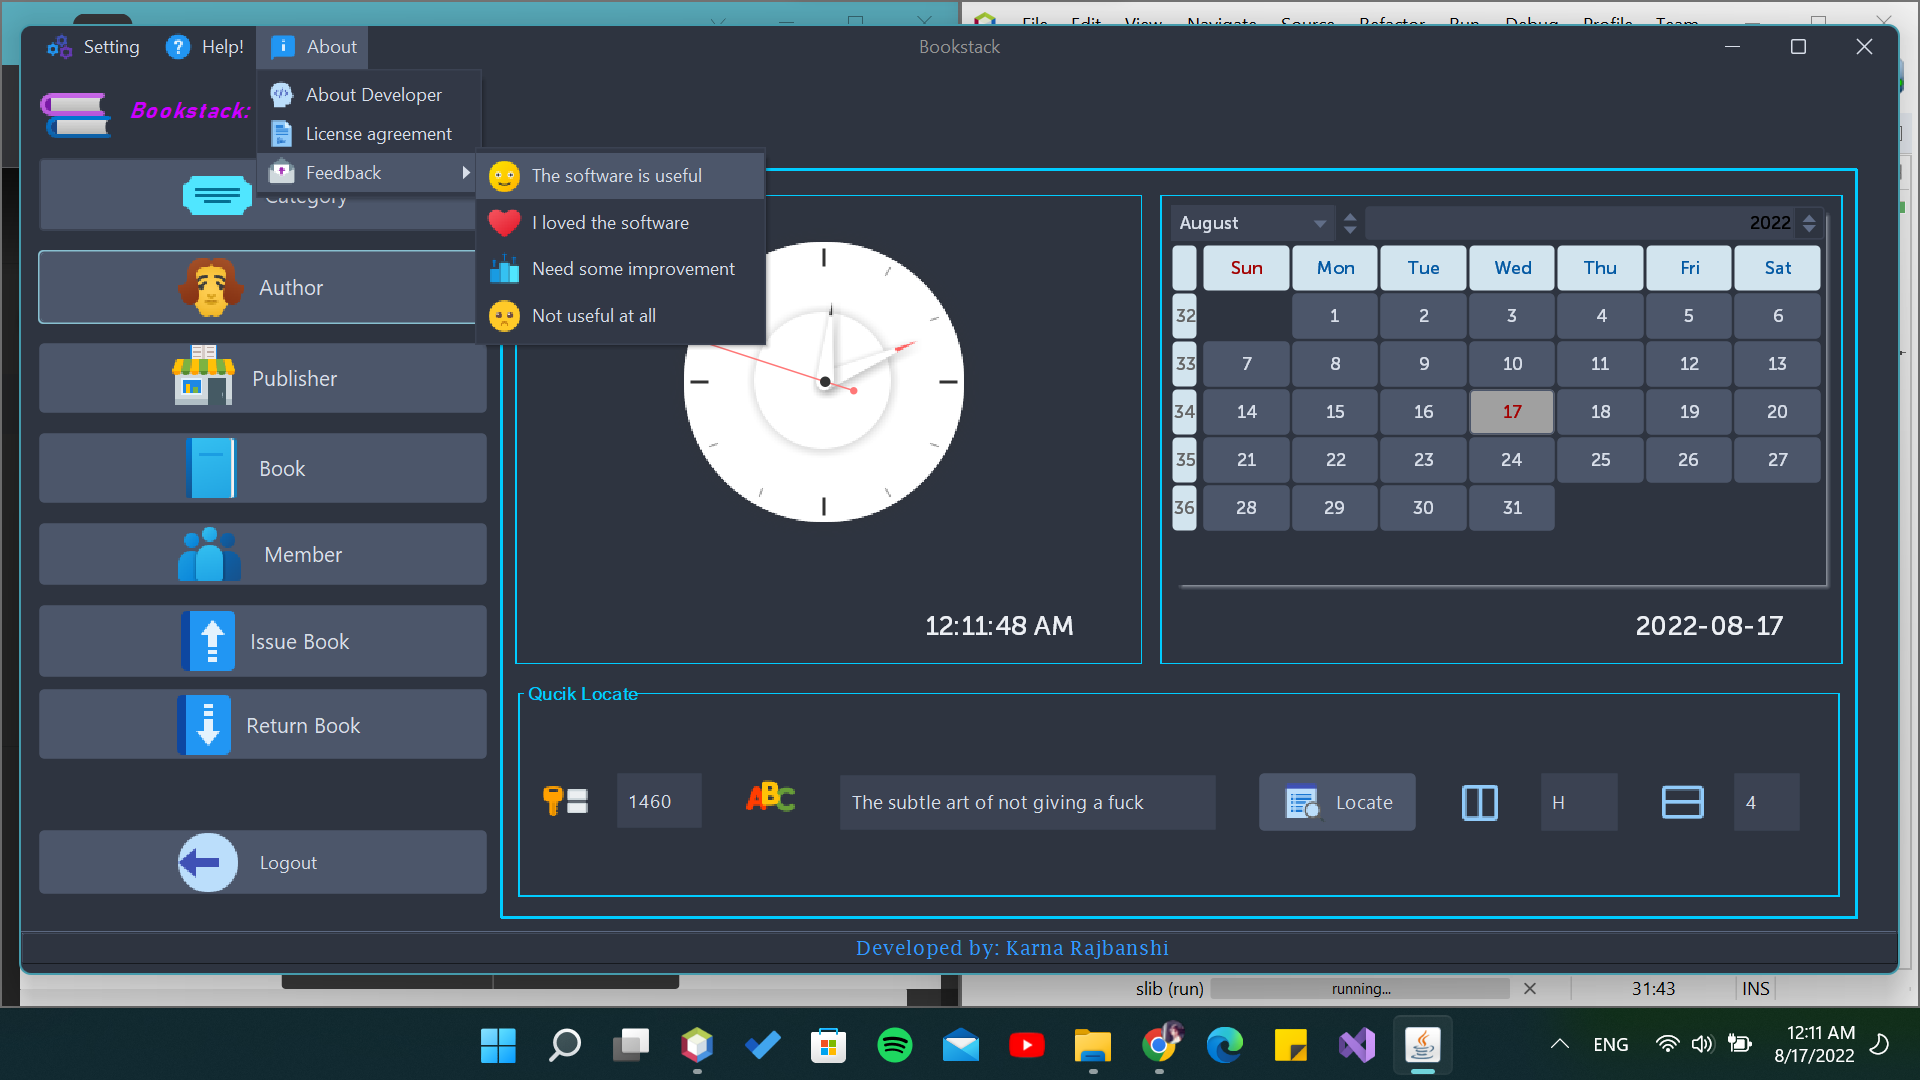 File Edit View Navigate Source Refactor Run Debug Profile Team
Setting Help! About Bookstack
Bookstack:
About Developer
License agreement
Feedback
The software is useful
I loved the software
Need some improvement
Not useful at all
Category
Author
Publisher
Book
Member
Issue Book
Return Book
Logout
12:11:48 AM
August 2022
Sun Mon Tue Wed Thu Fri Sat
32 1 2 3 4 5 6
33 7 8 9 10 11 12 13
34 14 15 16 17 18 19 20
35 21 22 23 24 25 26 27
36 28 29 30 31
2022-08-17
Qucik Locate
1460 ABC The subtle art of not giving a fuck Locate H 4
Developed by: Karna Rajbanshi
slib (run) running... 31:43 INS
ENG 12:11 AM
8/17/2022